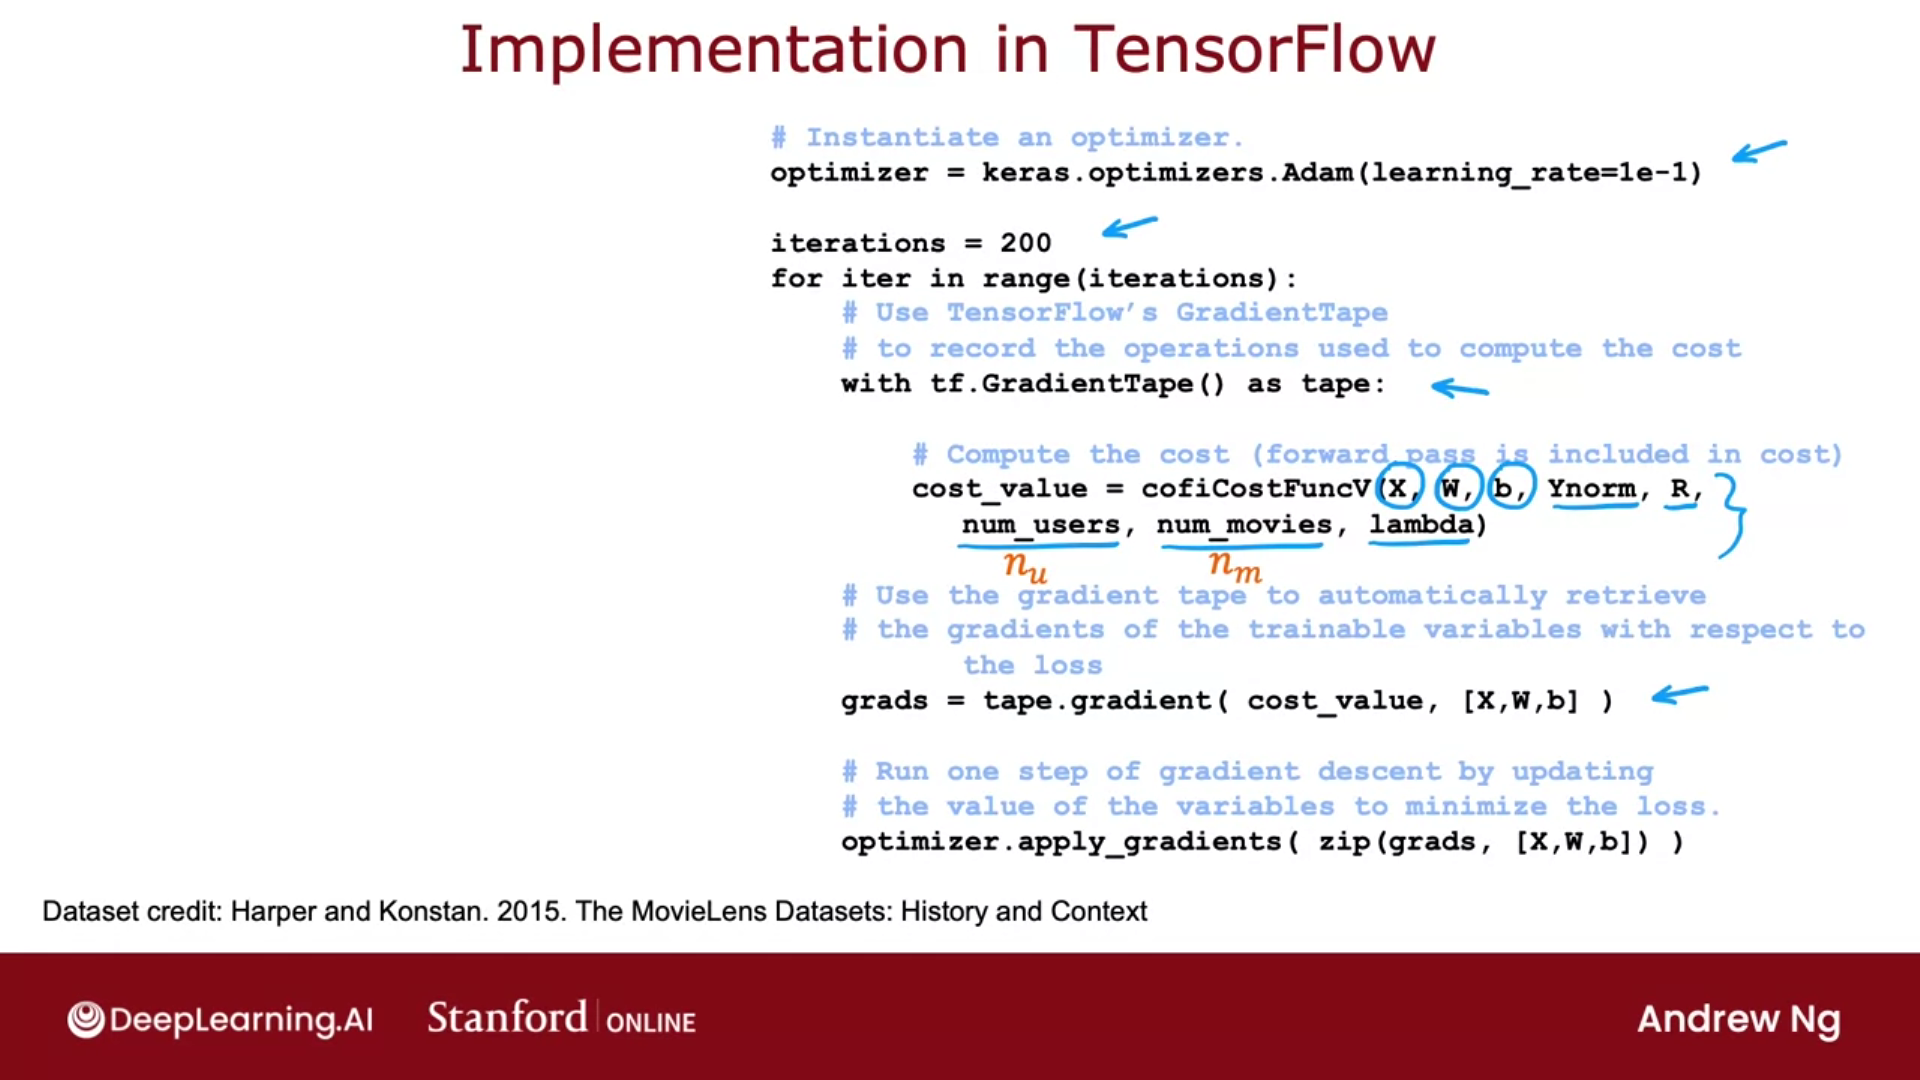 Implementation in TensorFlow
# Instantiate an optimizer.
optimizer = keras.optimizers.Adam(learning_rate=1e-1)
iterations = 200
for iter in range(iterations):
# Use TensorFlow’s GradientTape
# to record the operations used to compute the cost
with tf.GradientTape() as tape:
# Compute the cost (forward pass is included in cost)
cost_value = cofiCostFuncV(X, W, b, Ynorm, R,
num_users, num_movies, lambda)
nu nm
# Use the gradient tape to automatically retrieve
# the gradients of the trainable variables with respect to
the loss
grads = tape.gradient( cost_value, [X,W,b] )
# Run one step of gradient descent by updating
# the value of the variables to minimize the loss.
optimizer.apply_gradients( zip(grads, [X,W,b]) )
Dataset credit: Harper and Konstan. 2015. The MovieLens Datasets: History and Context
DeepLearning.AI Stanford ONLINE Andrew Ng